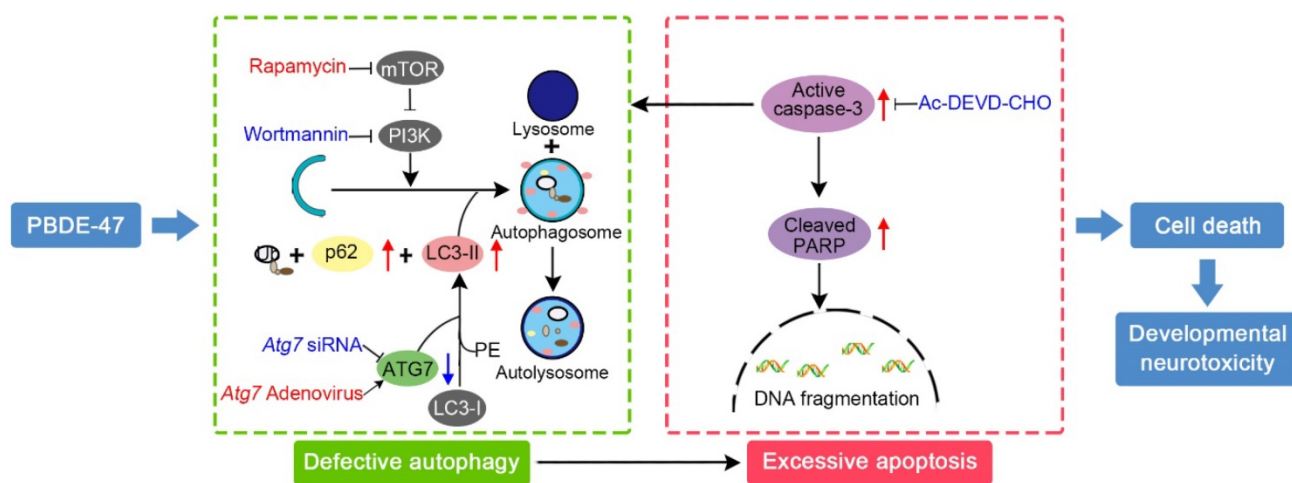 PBDE-47
Rapamycin
mTOR
Wortmannin
PI3K
Lysosome
+
Autophagosome
UP
+
p62
+
LC3-II
Atg7 siRNA
ATG7
PE
Atg7 Adenovirus
LC3-I
Autolysosome
Defective autophagy
Active
caspase-3
Ac-DEVD-CHO
Cleaved
PARP
DNA fragmentation
Excessive apoptosis
Cell death
Developmental
neurotoxicity